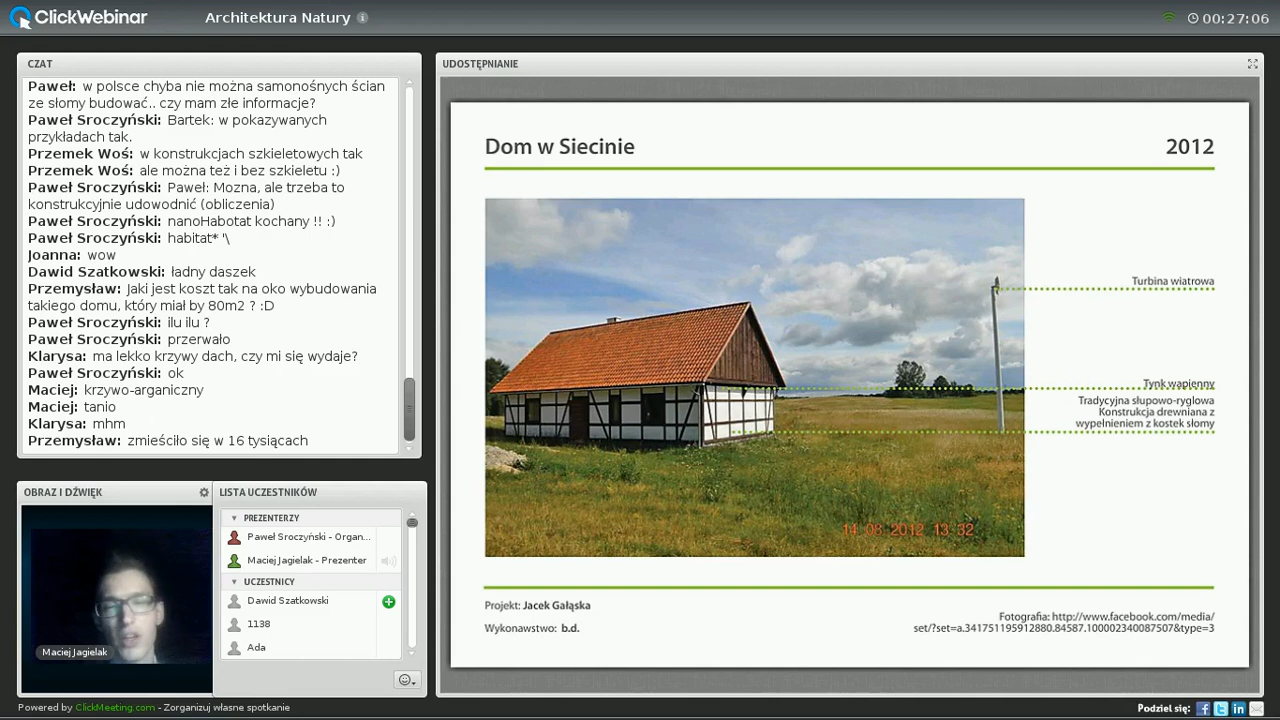 ClickWebinar
Architektura Natury
00:27:06
CZAT
Paweł: w polsce chyba nie można samonośnych ścian
ze słomy budować.. czy mam złe informacje?
Paweł Sroczyński: Bartek: w pokazywanych
przykładach tak.
Przemek Woś: w konstrukcjach szkieletowych tak
Przemek Woś: ale można też i bez szkieletu :)
Paweł Sroczyński: Paweł: Mozna, ale trzeba to
konstrukcyjnie udowodnić (obliczenia)
Paweł Sroczyński: nanoHabotat kochany !! :)
Paweł Sroczyński: habitat* '\
Joanna: wow
Dawid Szatkowski: ładny daszek
Przemysław: Jaki jest koszt tak na oko wybudowania
takiego domu, który miał by 80m2 ? :D
Paweł Sroczyński: ilu ilu ?
Paweł Sroczyński: przerwało
Klarysa: ma lekko krzywy dach, czy mi się wydaje?
Paweł Sroczyński: ok
Maciej: krzywo-arganiczny
Maciej: tanio
Klarysa: mhm
Przemysław: zmieściło się w 16 tysiącach
OBRAZ I DŹWIĘK
Maciej Jagielak
LISTA UCZESTNIKÓW
PREZENTERZY
Paweł Sroczyński - Organ...
Maciej Jagielak - Prezenter
UCZESTNICY
Dawid Szatkowski
1138
Ada
UDOSTĘPNIANIE
Dom w Siecinie
2012
Turbina wiatrowa
Tynk wapienny
Tradycyjna słupowo-ryglowa
Konstrukcja drewniana z
wypełnieniem z kostek słomy
14 08 2012 13 32
Projekt: Jacek Gałąska
Wykonawstwo: b.d.
Fotografia: http://www.facebook.com/media/
set/?set=a.341751195912880.84587.100002340087507&type=3
Powered by ClickMeeting.com - Zorganizuj własne spotkanie
Podziel się: